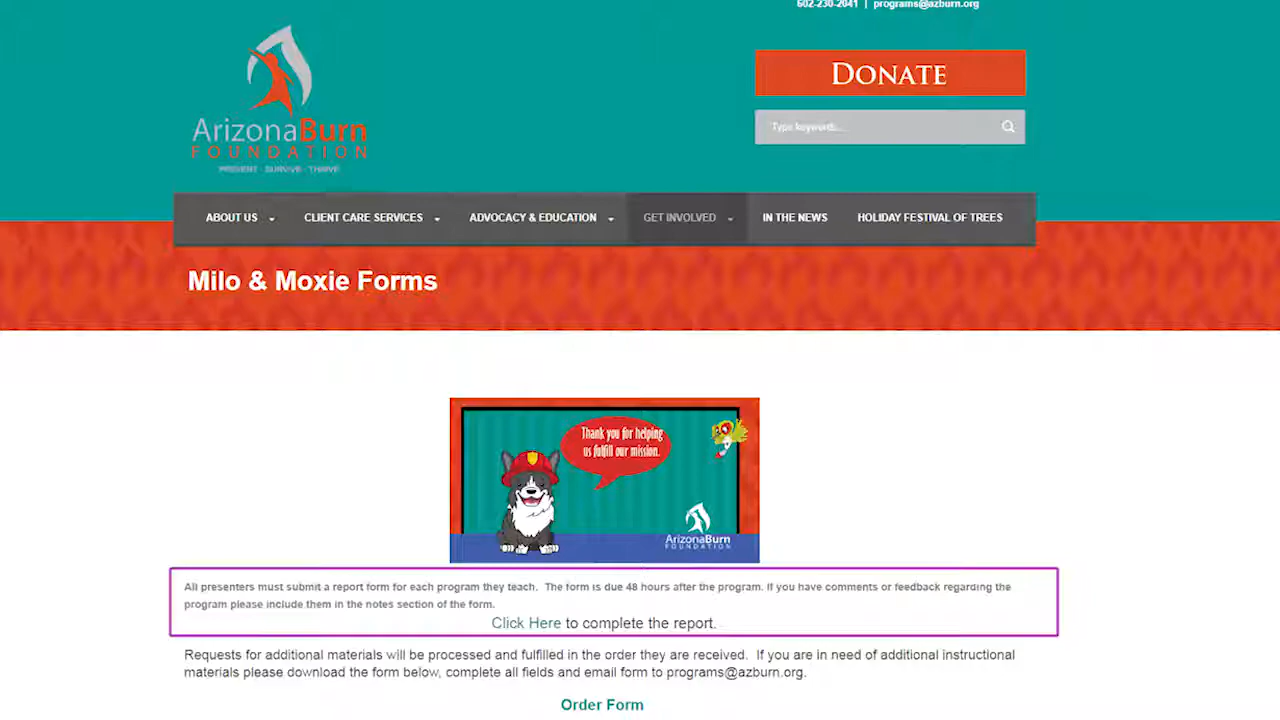 602-230-2041 | programs@azburn.org
DONATE
Type keywords...
ArizonaBurn
FOUNDATION
PREVENT · SURVIVE · THRIVE
ABOUT US CLIENT CARE SERVICES ADVOCACY & EDUCATION GET INVOLVED IN THE NEWS HOLIDAY FESTIVAL OF TREES
Milo & Moxie Forms
Thank you for helping
us fulfill our mission.
ArizonaBurn
FOUNDATION
All presenters must submit a report form for each program they teach. The form is due 48 hours after the program. If you have comments or feedback regarding the
program please include them in the notes section of the form.
Click Here to complete the report.
Requests for additional materials will be processed and fulfilled in the order they are received. If you are in need of additional instructional
materials please download the form below, complete all fields and email form to programs@azburn.org.
Order Form